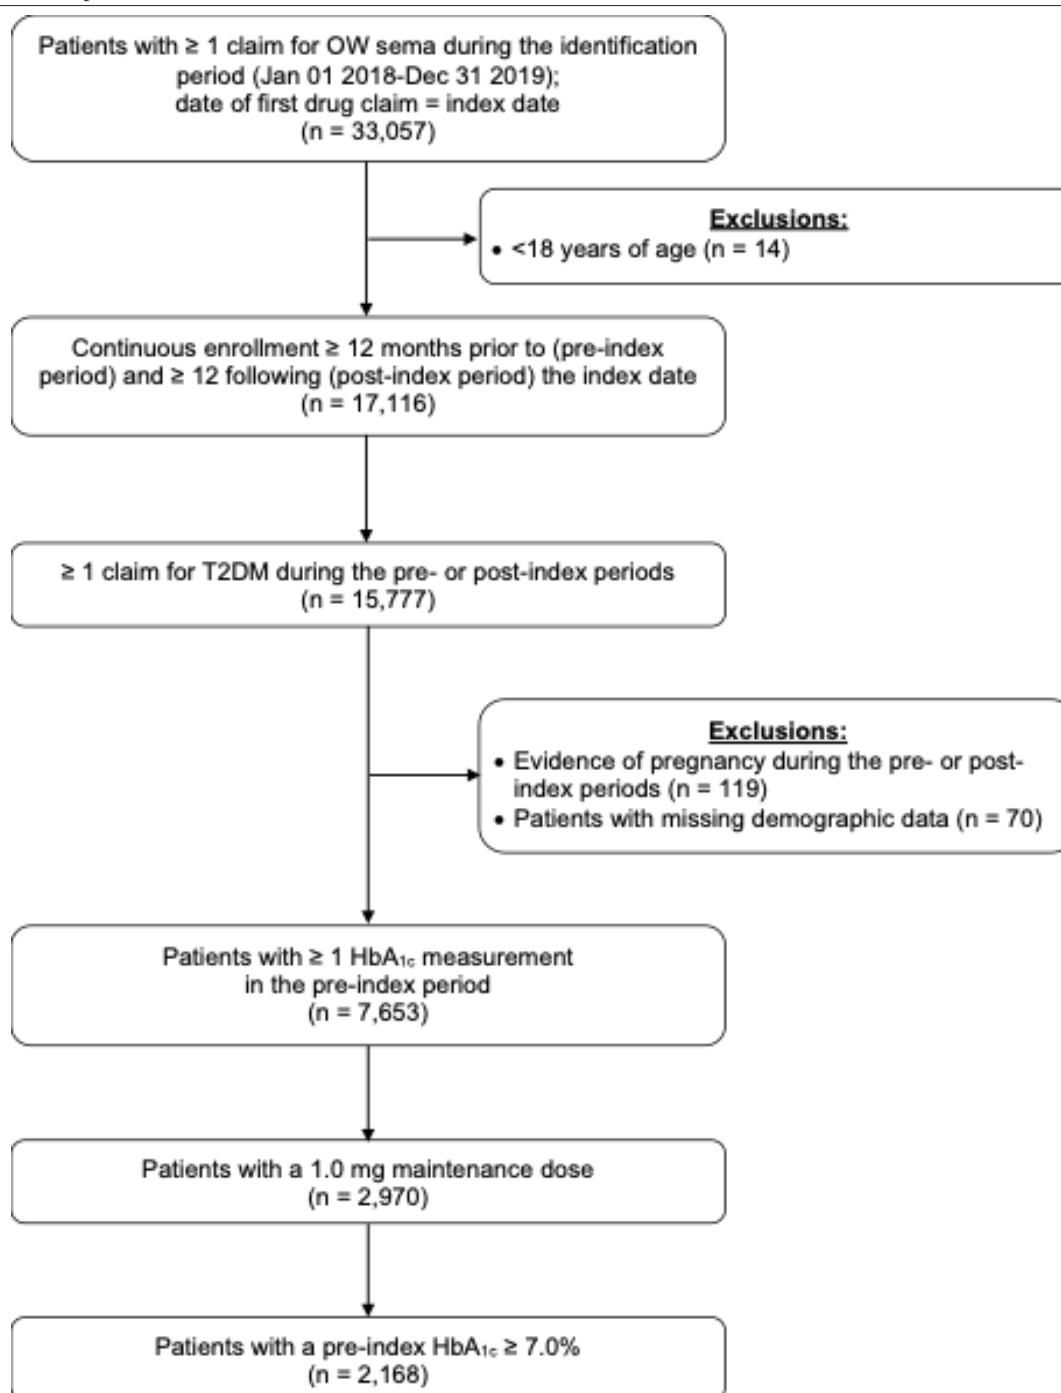 Patients with ≥ 1 claim for OW sema during the identification
period (Jan 01 2018-Dec 31 2019);
date of first drug claim = index date
(n = 33,057)
Exclusions:
• <18 years of age (n = 14)
Continuous enrollment ≥ 12 months prior to (pre-index
period) and ≥ 12 following (post-index period) the index date
(n = 17,116)
≥ 1 claim for T2DM during the pre- or post-index periods
(n = 15,777)
Exclusions:
• Evidence of pregnancy during the pre- or post-
index periods (n = 119)
• Patients with missing demographic data (n = 70)
Patients with ≥ 1 HbA1c measurement
in the pre-index period
(n = 7,653)
Patients with a 1.0 mg maintenance dose
(n = 2,970)
Patients with a pre-index HbA1c ≥ 7.0%
(n = 2,168)